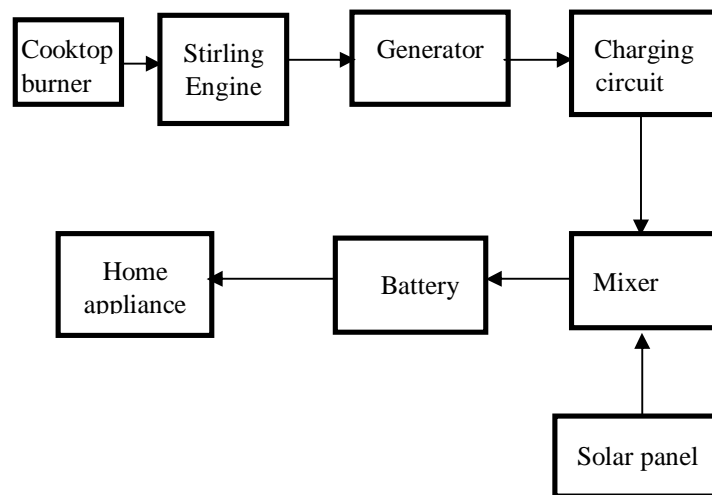 Cooktop
burner
Stirling
Engine
Generator
Charging
circuit
Home
appliance
Battery
Mixer
Solar panel